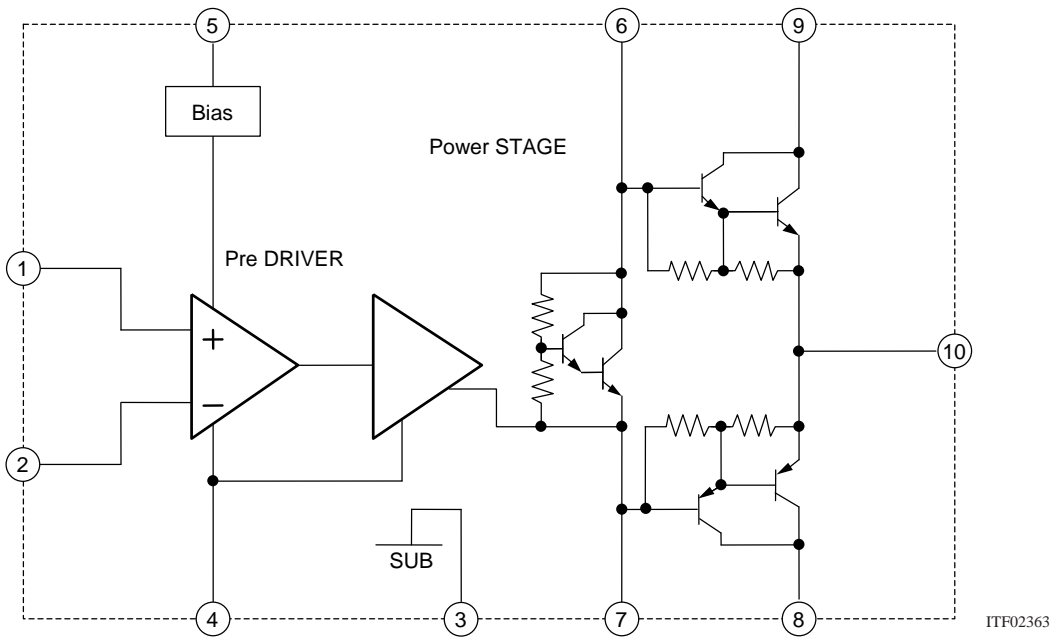 5
6
9
Bias
Power STAGE
Pre DRIVER
1
+
10
−
2
SUB
4
3
7
8
ITF02363